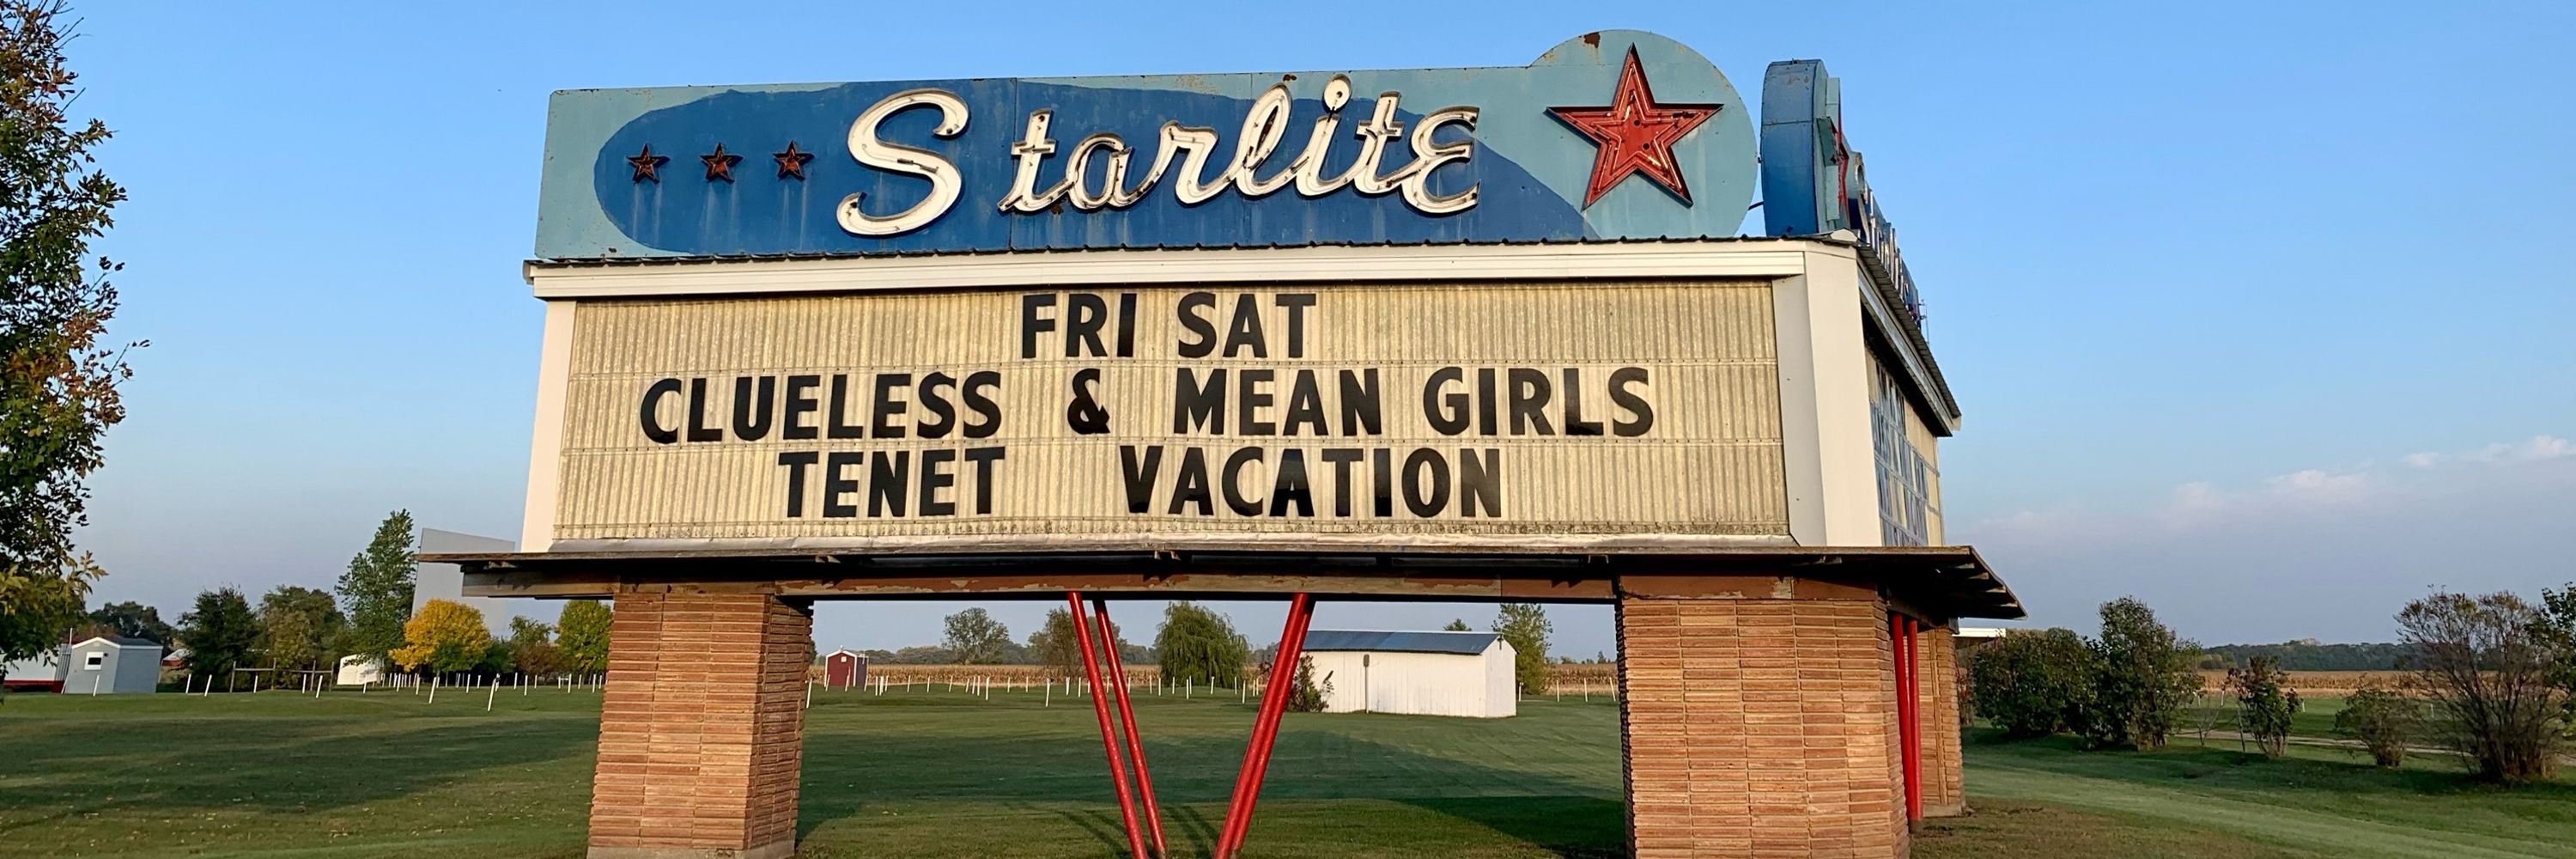 Starlite
FRI SAT
CLUELESS & MEAN GIRLS
TENET VACATION